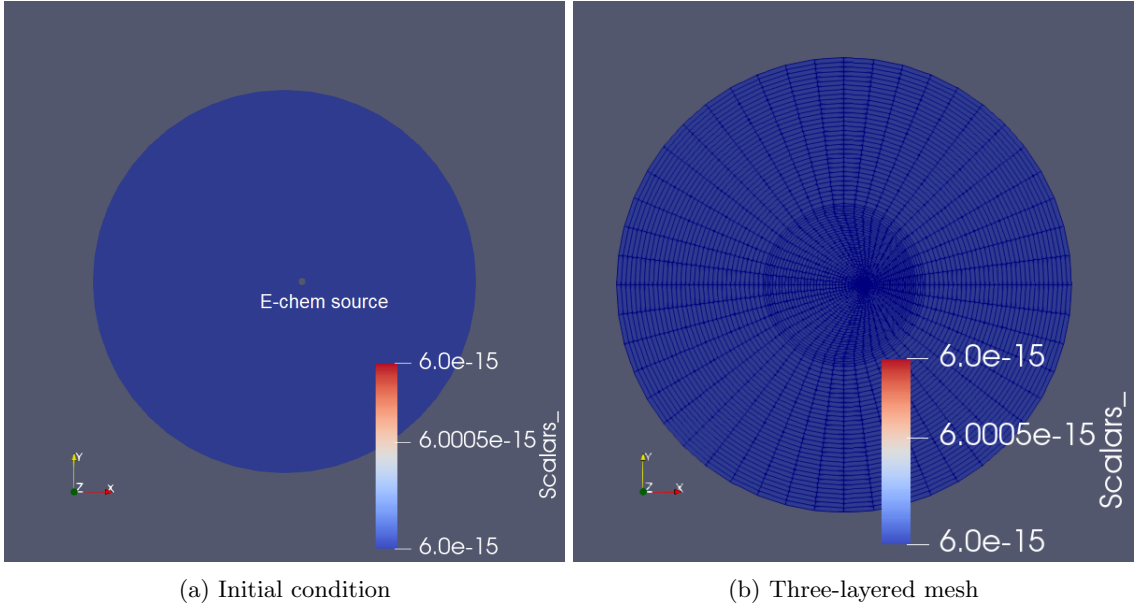 E-chem source
6.0e-15
6.0005e-15
6.0e-15
Scalars_
Y
Z
X
6.0e-15
6.0005e-15
6.0e-15
Scalars_
Y
Z
X
(a) Initial condition
(b) Three-layered mesh